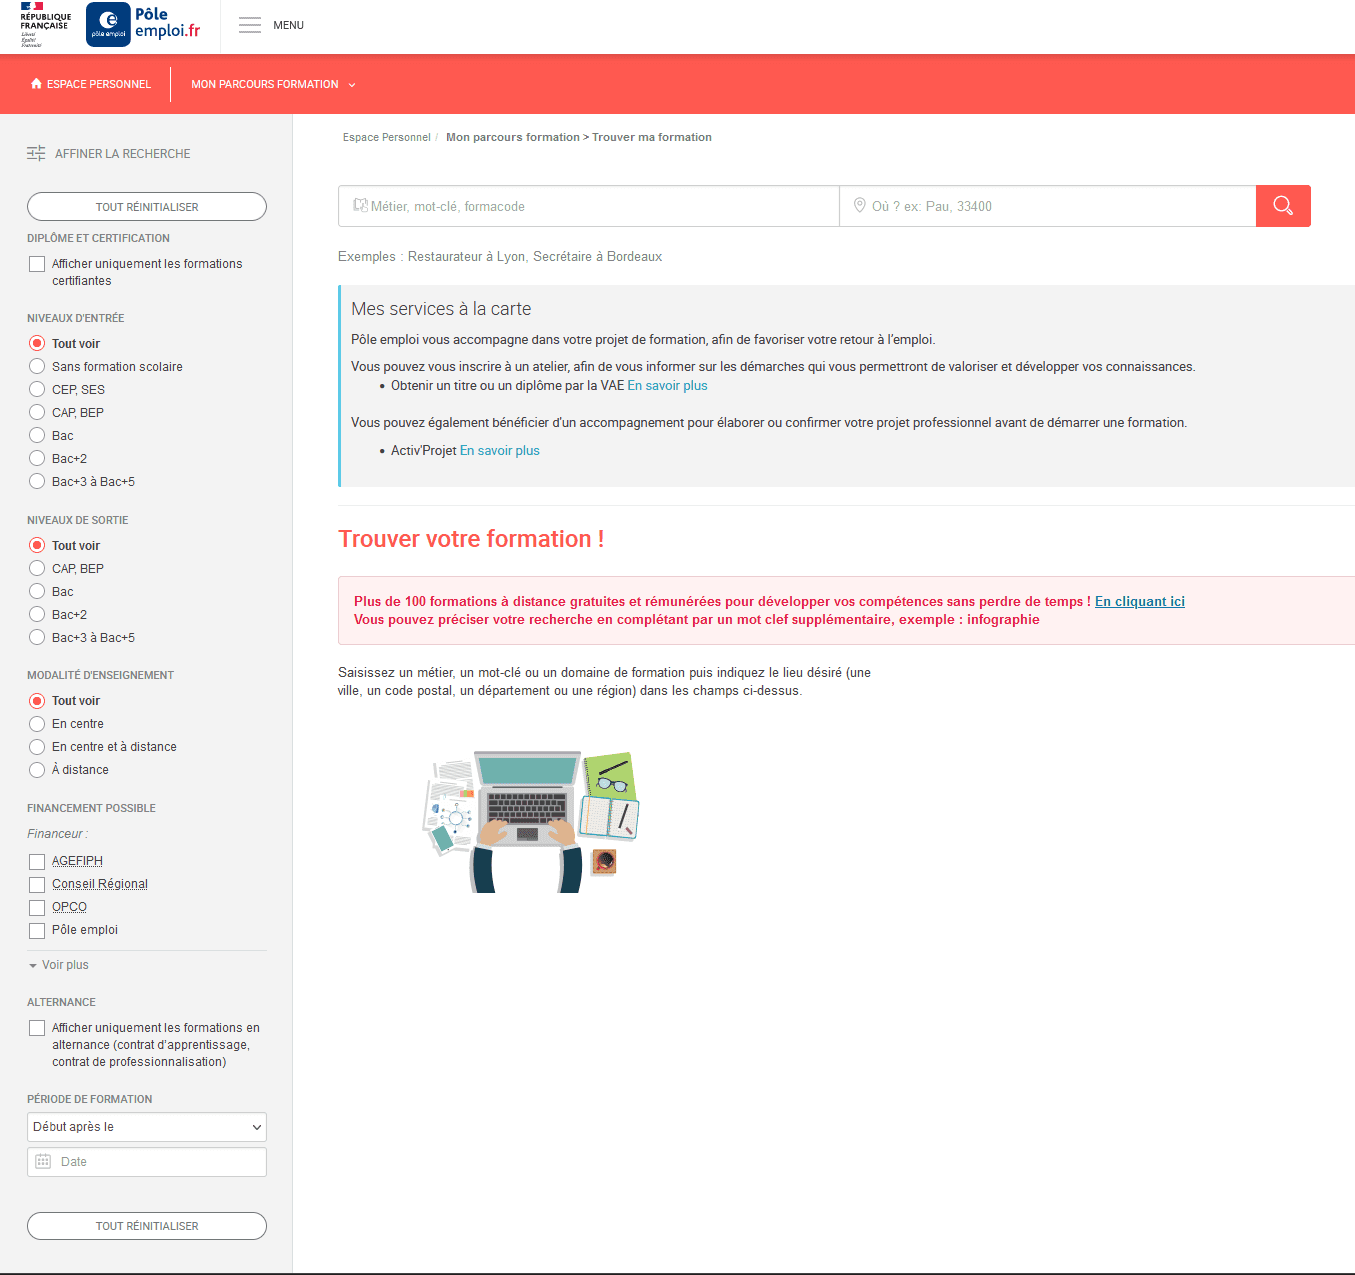 RÉPUBLIQUE
FRANÇAISE
Liberté
Égalité
Fraternité
pôle emploi
Pôle
emploi.fr
MENU
ESPACE PERSONNEL
MON PARCOURS FORMATION
AFFINER LA RECHERCHE
TOUT RÉINITIALISER
DIPLÔME ET CERTIFICATION
Afficher uniquement les formations
certifiantes
NIVEAUX D'ENTRÉE
Tout voir
Sans formation scolaire
CEP, SES
CAP, BEP
Bac
Bac+2
Bac+3 à Bac+5
NIVEAUX DE SORTIE
Tout voir
CAP, BEP
Bac
Bac+2
Bac+3 à Bac+5
MODALITÉ D'ENSEIGNEMENT
Tout voir
En centre
En centre et à distance
À distance
FINANCEMENT POSSIBLE
Financeur :
AGEFIPH
Conseil Régional
OPCO
Pôle emploi
Voir plus
ALTERNANCE
Afficher uniquement les formations en
alternance (contrat d'apprentissage,
contrat de professionnalisation)
PÉRIODE DE FORMATION
Début après le
Date
TOUT RÉINITIALISER
Espace Personnel / Mon parcours formation > Trouver ma formation
Métier, mot-clé, formacode
Où ? ex: Pau, 33400
Exemples : Restaurateur à Lyon, Secrétaire à Bordeaux
Mes services à la carte
Pôle emploi vous accompagne dans votre projet de formation, afin de favoriser votre retour à l'emploi.
Vous pouvez vous inscrire à un atelier, afin de vous informer sur les démarches qui vous permettront de valoriser et développer vos connaissances.
• Obtenir un titre ou un diplôme par la VAE En savoir plus
Vous pouvez également bénéficier d'un accompagnement pour élaborer ou confirmer votre projet professionnel avant de démarrer une formation.
• Activ'Projet En savoir plus
Trouver votre formation !
Plus de 100 formations à distance gratuites et rémunérées pour développer vos compétences sans perdre de temps ! En cliquant ici
Vous pouvez préciser votre recherche en complétant par un mot clef supplémentaire, exemple : infographie
Saisissez un métier, un mot-clé ou un domaine de formation puis indiquez le lieu désiré (une
ville, un code postal, un département ou une région) dans les champs ci-dessus.